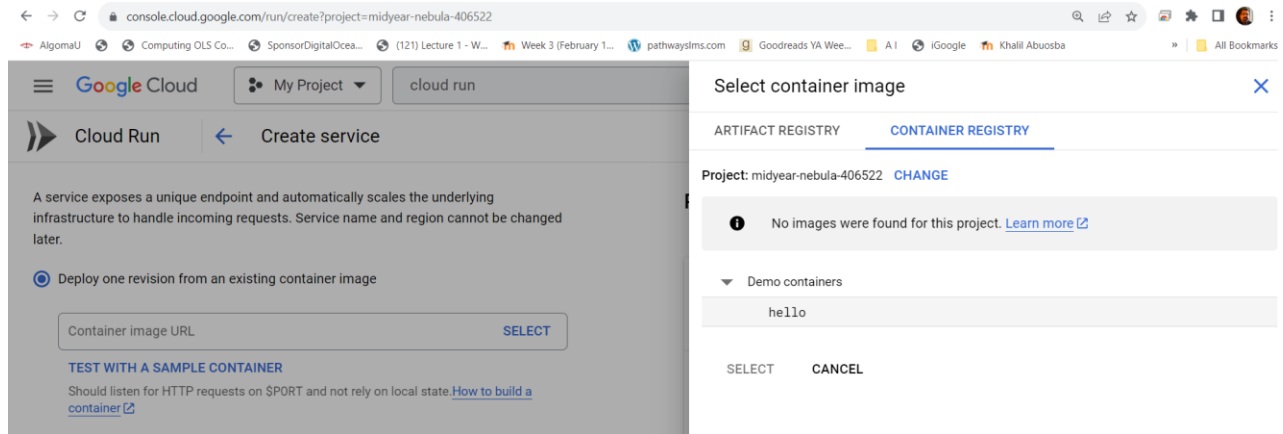 console.cloud.google.com/run/create?project=midyear-nebula-406522
AlgomaU
Computing OLS Co...
SponsorDigitalOcea...
(121) Lecture 1 - W...
Week 3 (February 1...
pathwayslms.com
Goodreads YA Wee...
A I
iGoogle
Khalil Abuosba
»
All Bookmarks
Google Cloud
My Project
cloud run
Cloud Run
Create service
A service exposes a unique endpoint and automatically scales the underlying
infrastructure to handle incoming requests. Service name and region cannot be changed
later.
Deploy one revision from an existing container image
Container image URL
SELECT
TEST WITH A SAMPLE CONTAINER
Should listen for HTTP requests on $PORT and not rely on local state.How to build a
container
Select container image
ARTIFACT REGISTRY
CONTAINER REGISTRY
Project: midyear-nebula-406522 CHANGE
No images were found for this project. Learn more
Demo containers
hello
SELECT
CANCEL